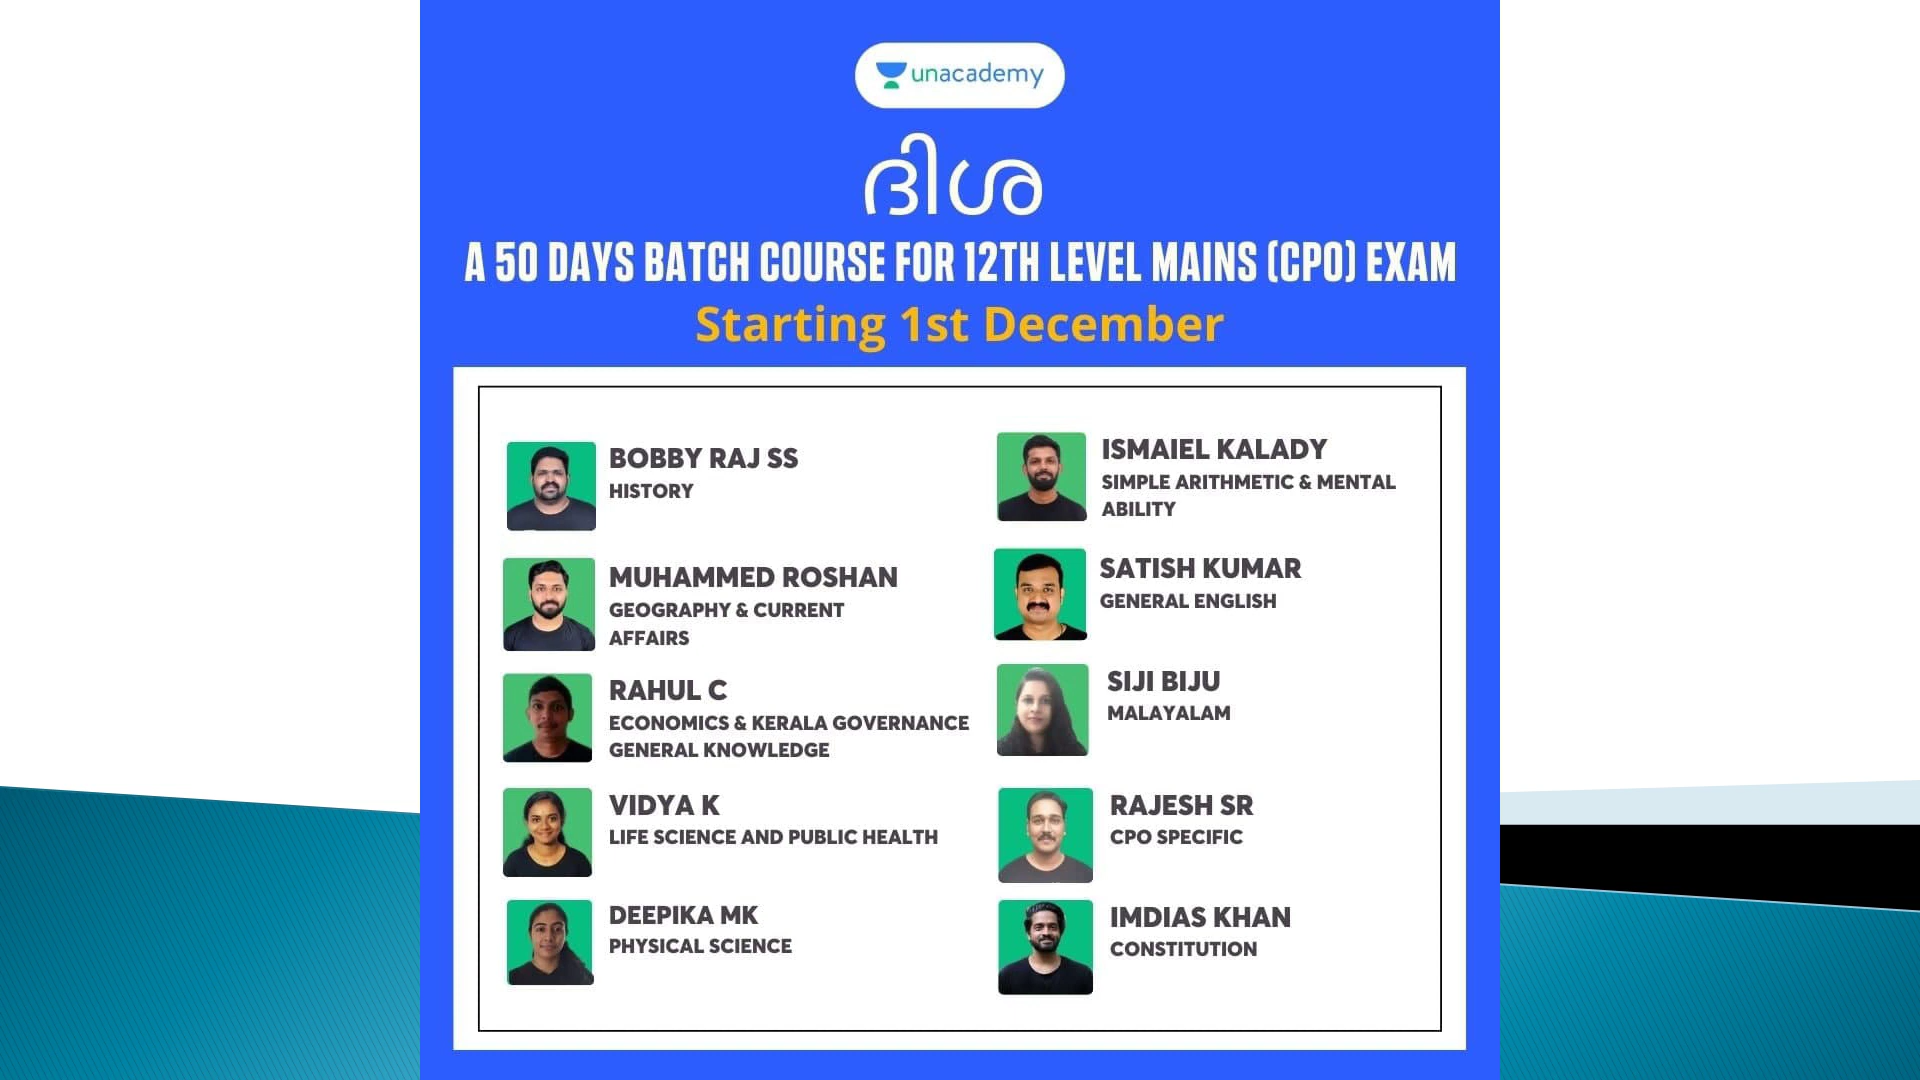 unacademy
ദിശ
A 50 DAYS BATCH COURSE FOR 12TH LEVEL MAINS (CPO) EXAM
Starting 1st December
BOBBY RAJ SS
HISTORY
MUHAMMED ROSHAN
GEOGRAPHY & CURRENT
AFFAIRS
RAHUL C
ECONOMICS & KERALA GOVERNANCE
GENERAL KNOWLEDGE
VIDYA K
LIFE SCIENCE AND PUBLIC HEALTH
DEEPIKA MK
PHYSICAL SCIENCE
ISMAIEL KALADY
SIMPLE ARITHMETIC & MENTAL
ABILITY
SATISH KUMAR
GENERAL ENGLISH
SIJI BIJU
MALAYALAM
RAJESH SR
CPO SPECIFIC
IMDIAS KHAN
CONSTITUTION